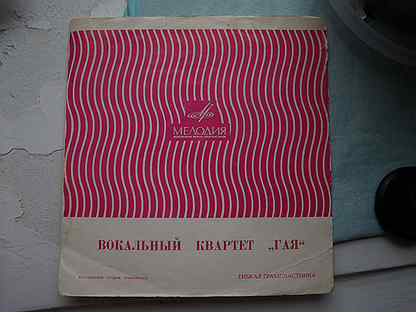 МЕЛОДИЯ
ВОКАЛЬНЫЙ КВАРТЕТ „ГАЯ“
ГИБКАЯ ГРАМПЛАСТИНКА